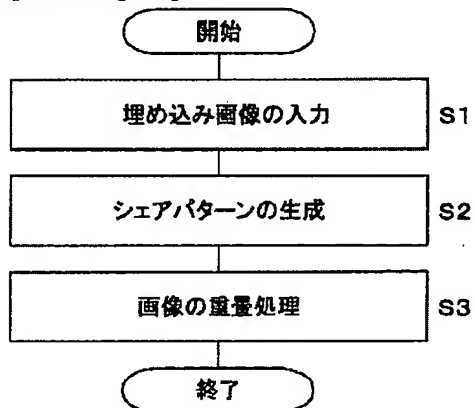 開始
埋め込み画像の入力 S1
シェアパターンの生成 S2
画像の重畳処理 S3
終了